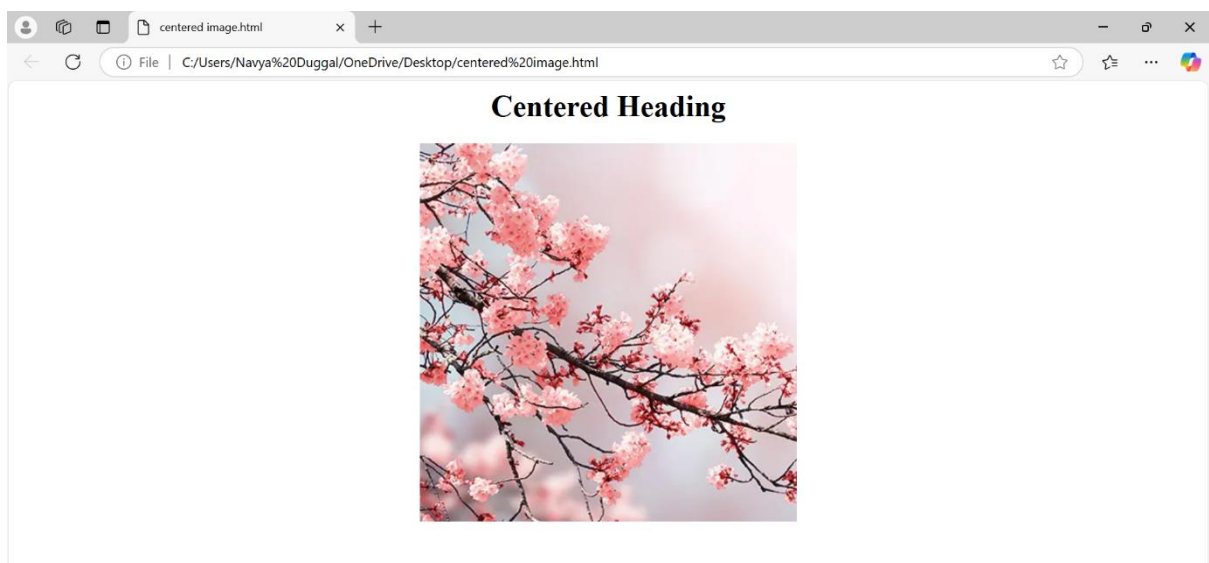 centered image.html
File | C:/Users/Navya%20Duggal/OneDrive/Desktop/centered%20image.html
Centered Heading